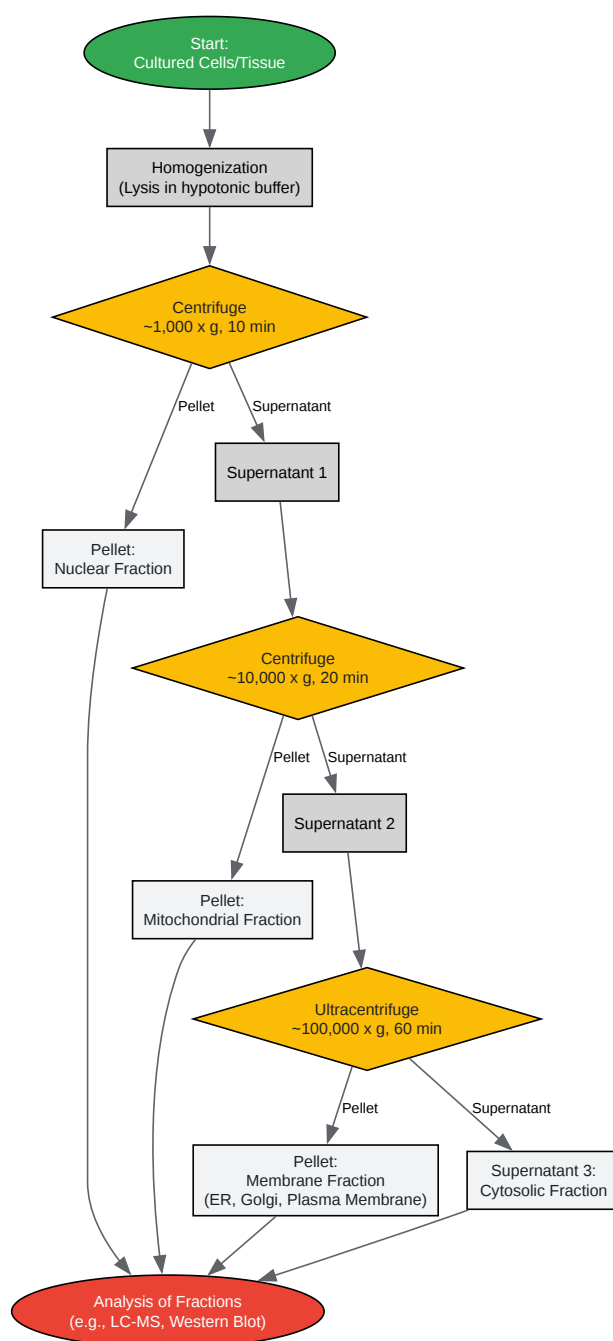 Start:
Cultured Cells/Tissue
Homogenization
(Lysis in hypotonic buffer)
Centrifuge
~1,000 x g, 10 min
Pellet
Supernatant
Supernatant 1
Pellet:
Nuclear Fraction
Centrifuge
~10,000 x g, 20 min
Pellet
Supernatant
Supernatant 2
Pellet:
Mitochondrial Fraction
Ultracentrifuge
~100,000 x g, 60 min
Pellet
Supernatant
Pellet:
Membrane Fraction
(ER, Golgi, Plasma Membrane)
Supernatant 3:
Cytosolic Fraction
Analysis of Fractions
(e.g., LC-MS, Western Blot)